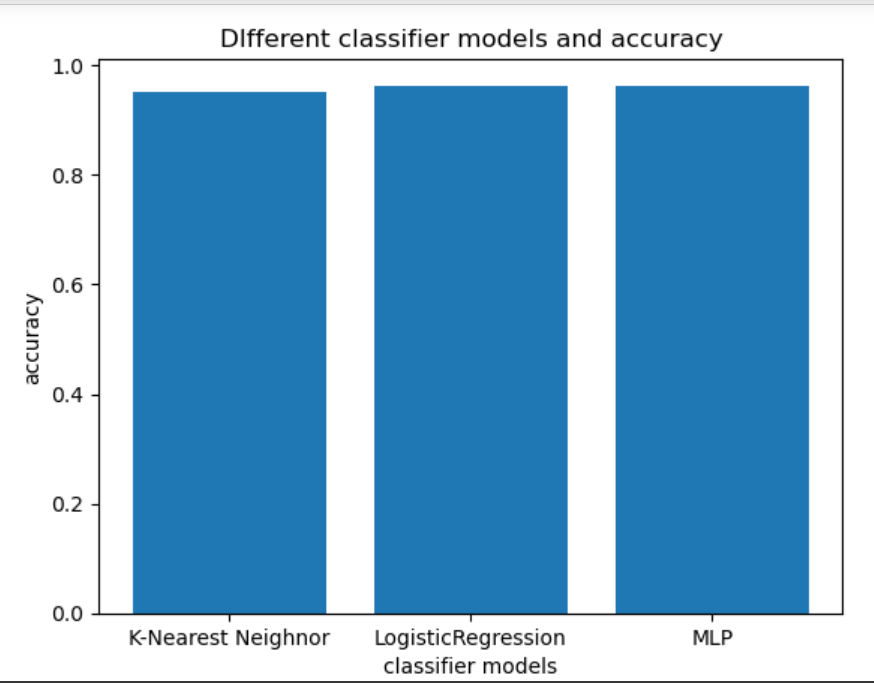 DIfferent classifier models and accuracy
1.0
0.8
0.6
0.4
0.2
0.0
accuracy
K-Nearest Neighnor LogisticRegression MLP
classifier models